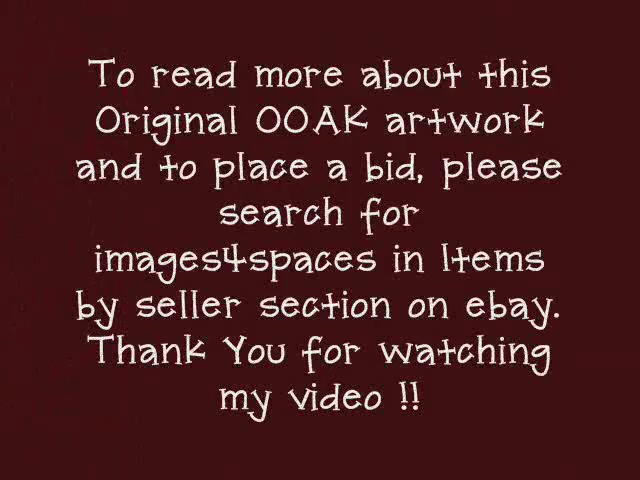 To read more about this
Original OOAK artwork
and to place a bid, please
search for
images4spaces in Items
by seller section on ebay.
Thank You for watching
my video !!